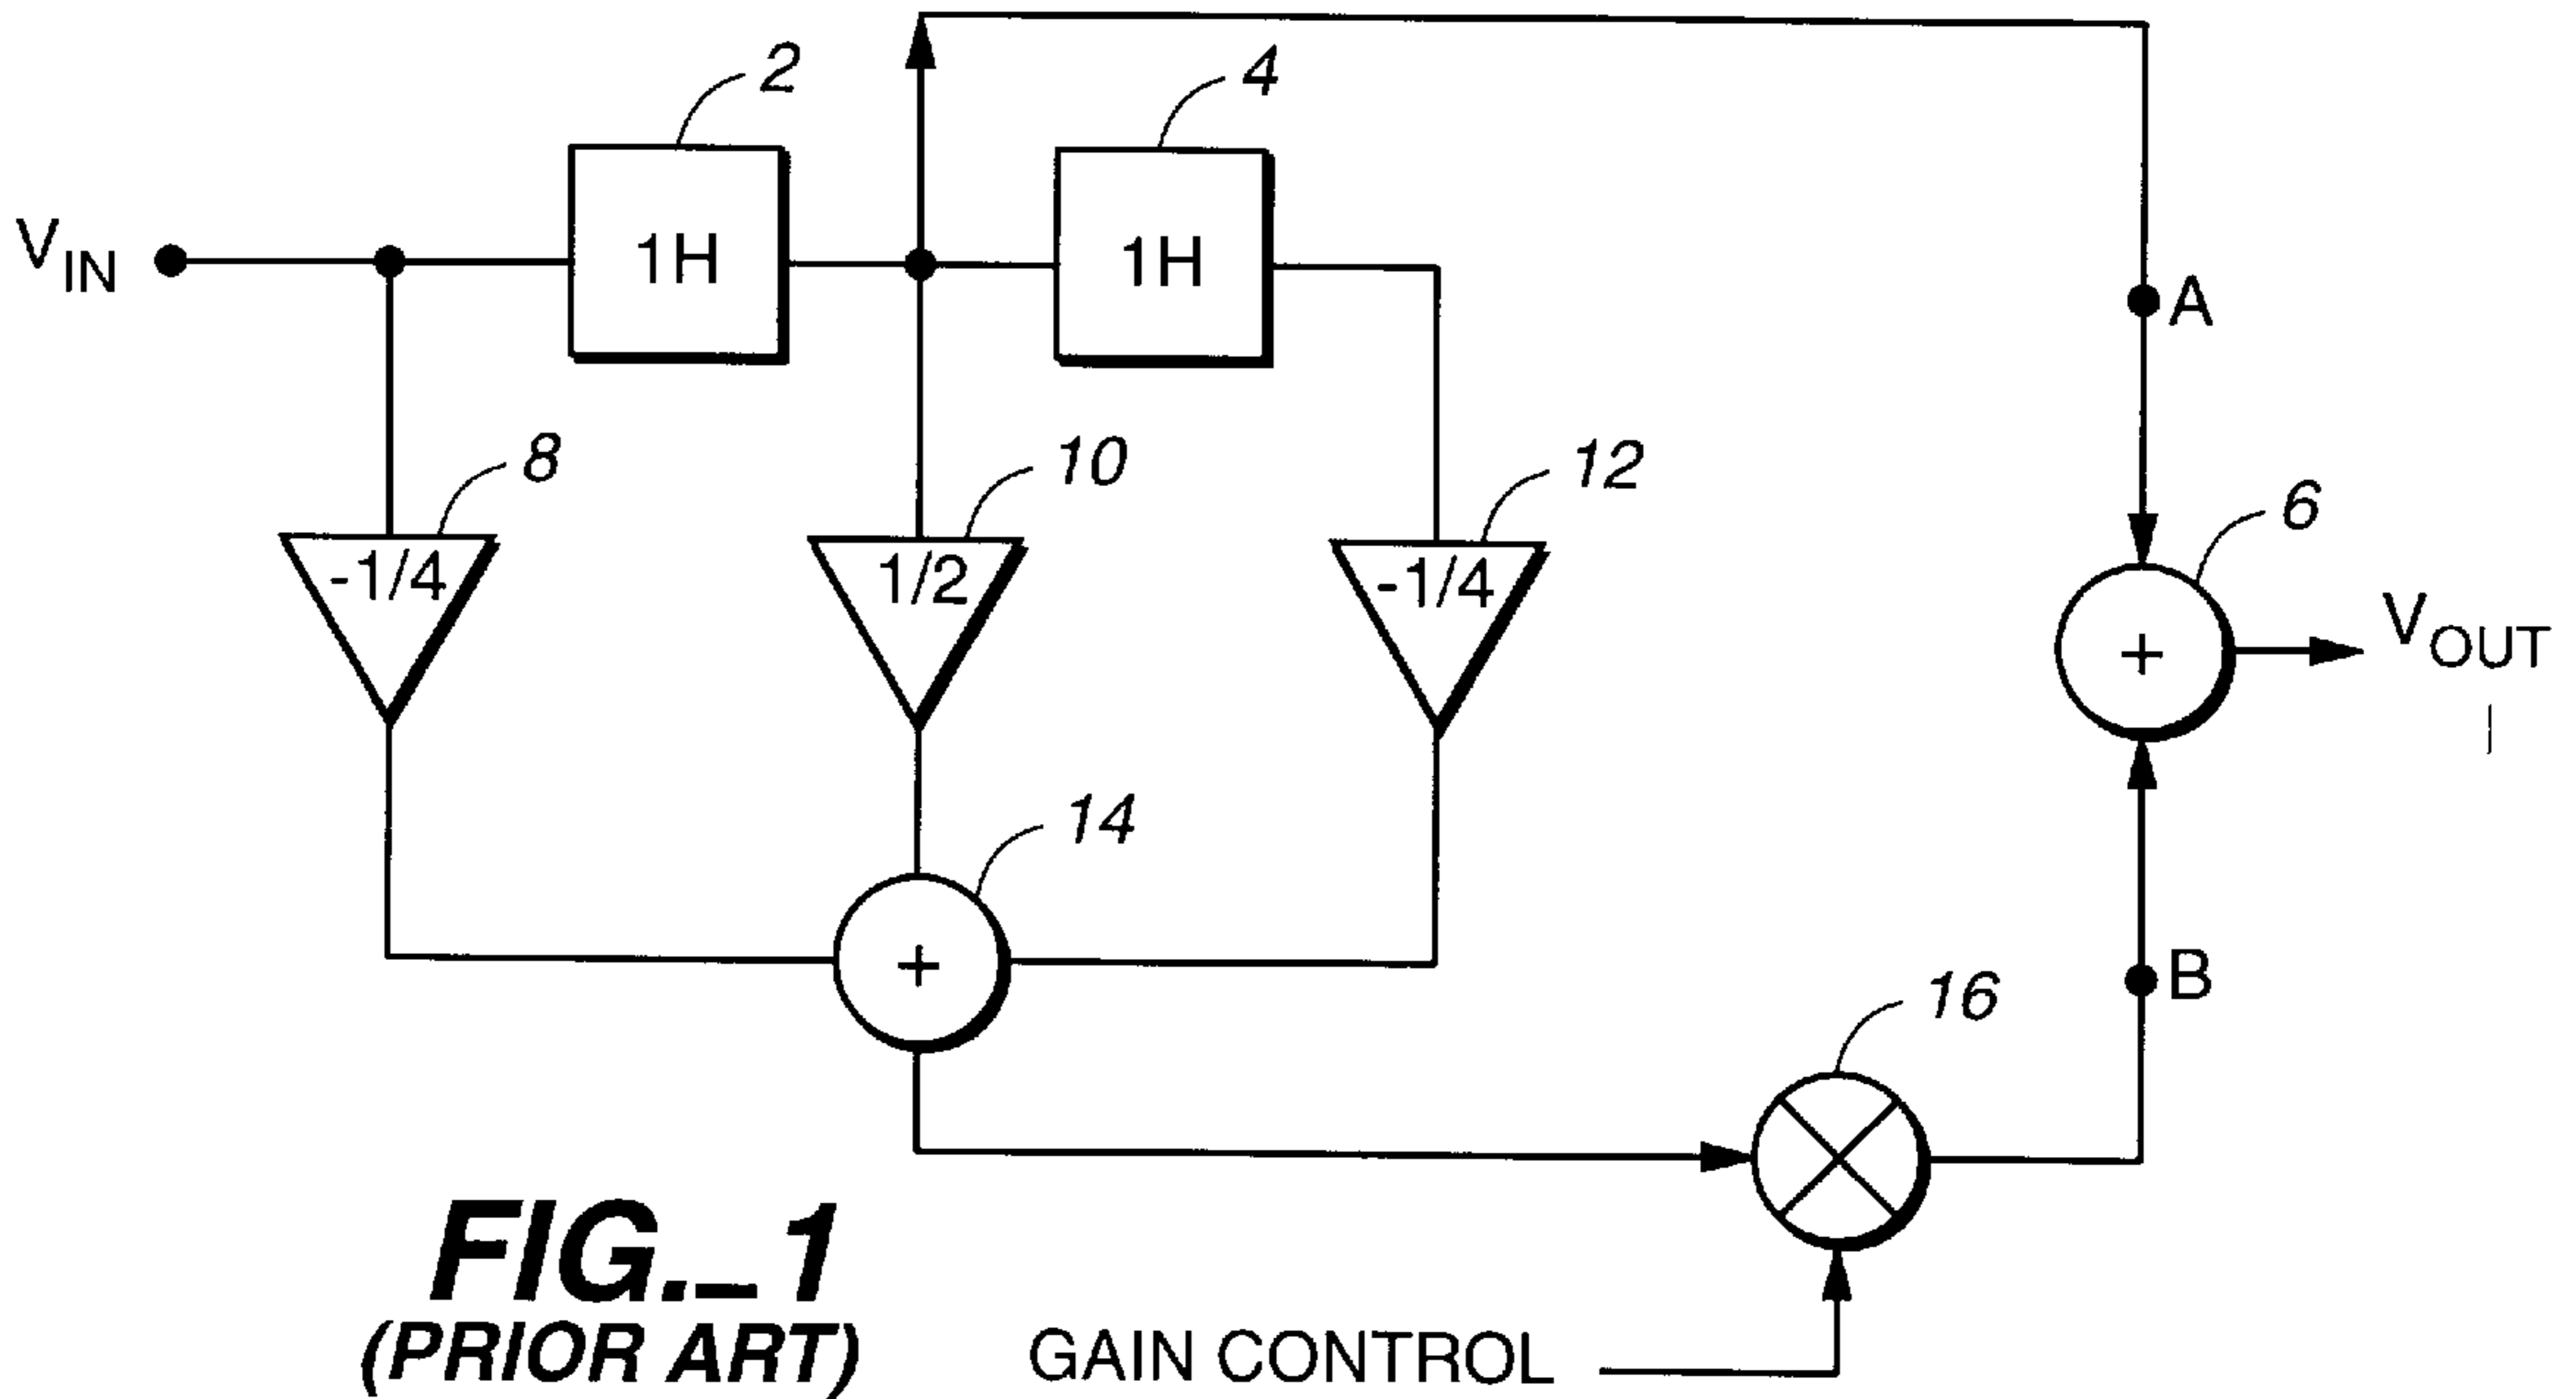 2
4
V_IN
1H
1H
A
8
10
12
6
-1/4
1/2
-1/4
+
V_OUT
14
+
B
16
FIG._1
(PRIOR ART)
GAIN CONTROL